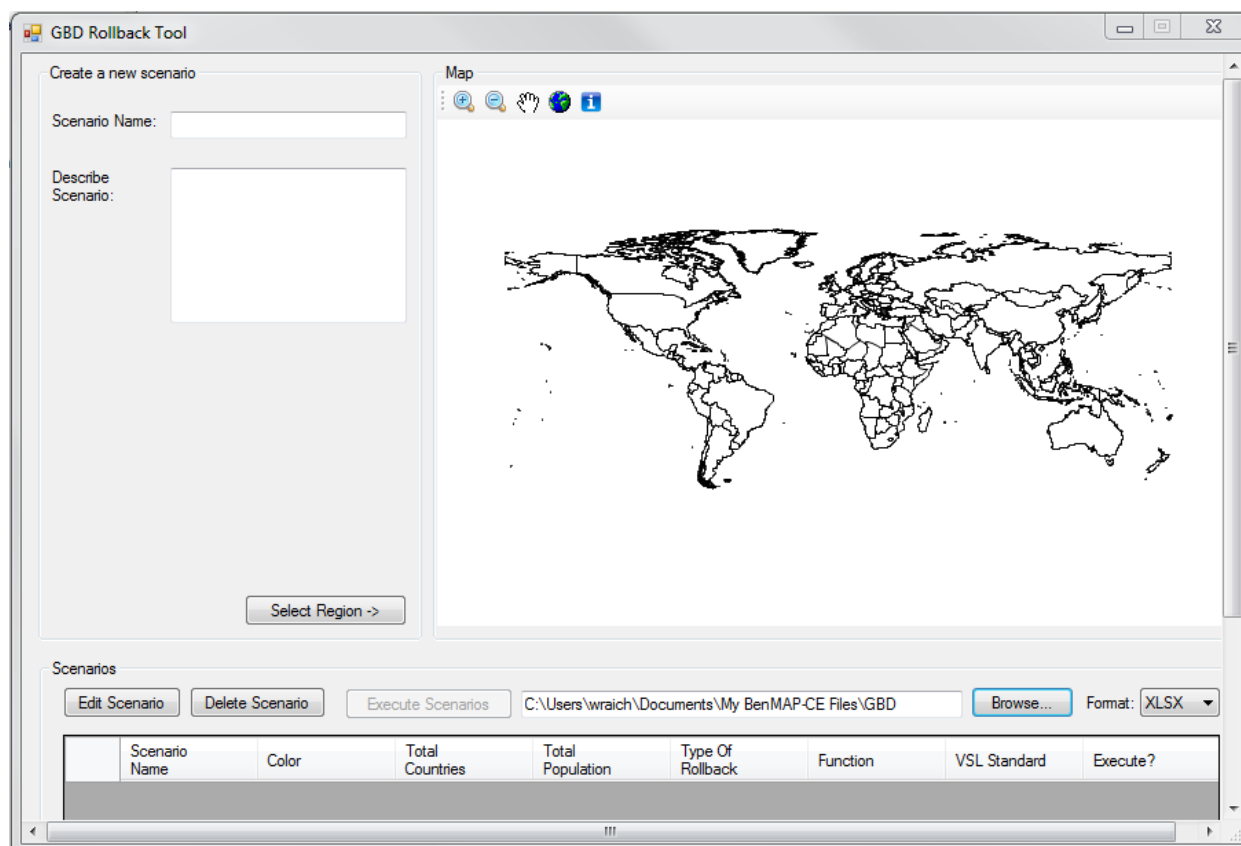 GBD Rollback Tool
Create a new scenario
Scenario Name:
Describe
Scenario:
Select Region ->
Map
Scenarios
Edit Scenario
Delete Scenario
Execute Scenarios
C:\Users\wraich\Documents\My BenMAP-CE Files\GBD
Browse...
Format:
XLSX
Scenario
Name
Color
Total
Countries
Total
Population
Type Of
Rollback
Function
VSL Standard
Execute?